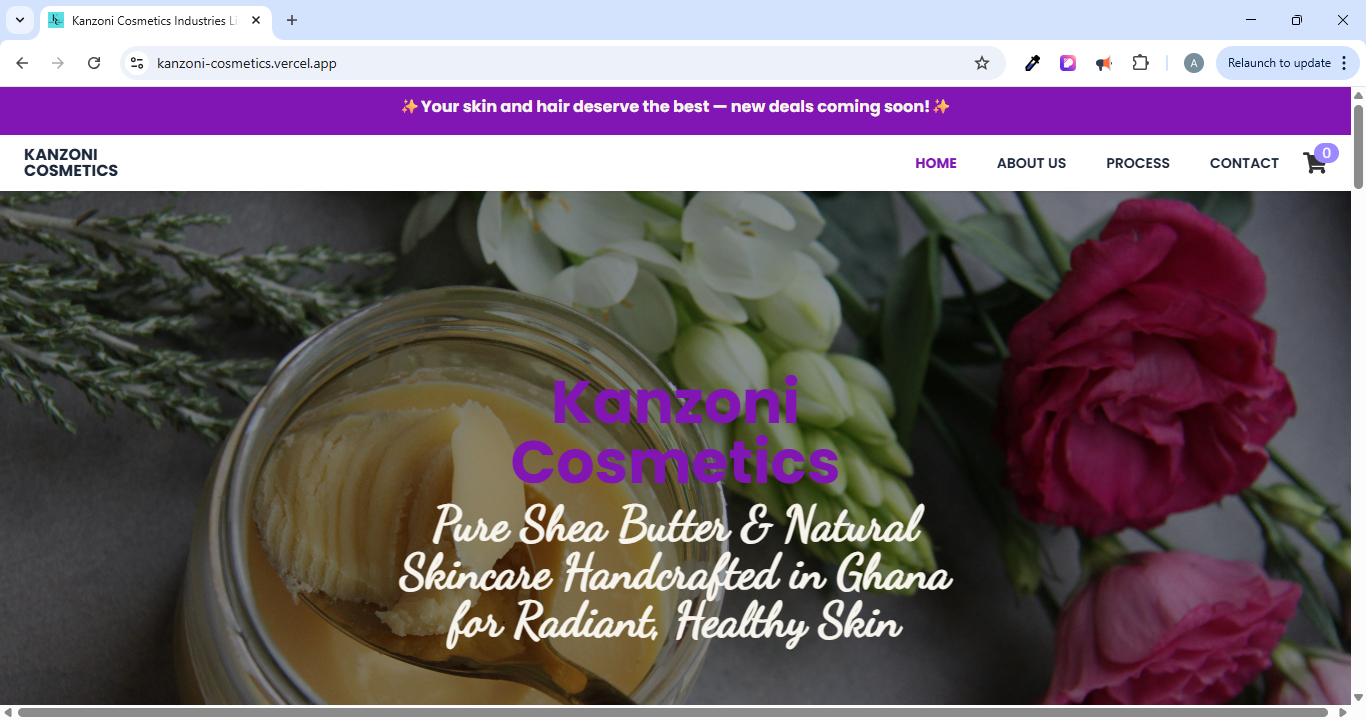 Kanzoni Cosmetics Industries Li
kanzoni-cosmetics.vercel.app
A
Relaunch to update
✨ Your skin and hair deserve the best — new deals coming soon! ✨
KANZONI
COSMETICS
HOME
ABOUT US
PROCESS
CONTACT
0
Kanzoni
Cosmetics
Pure Shea Butter & Natural
Skincare Handcrafted in Ghana
for Radiant, Healthy Skin